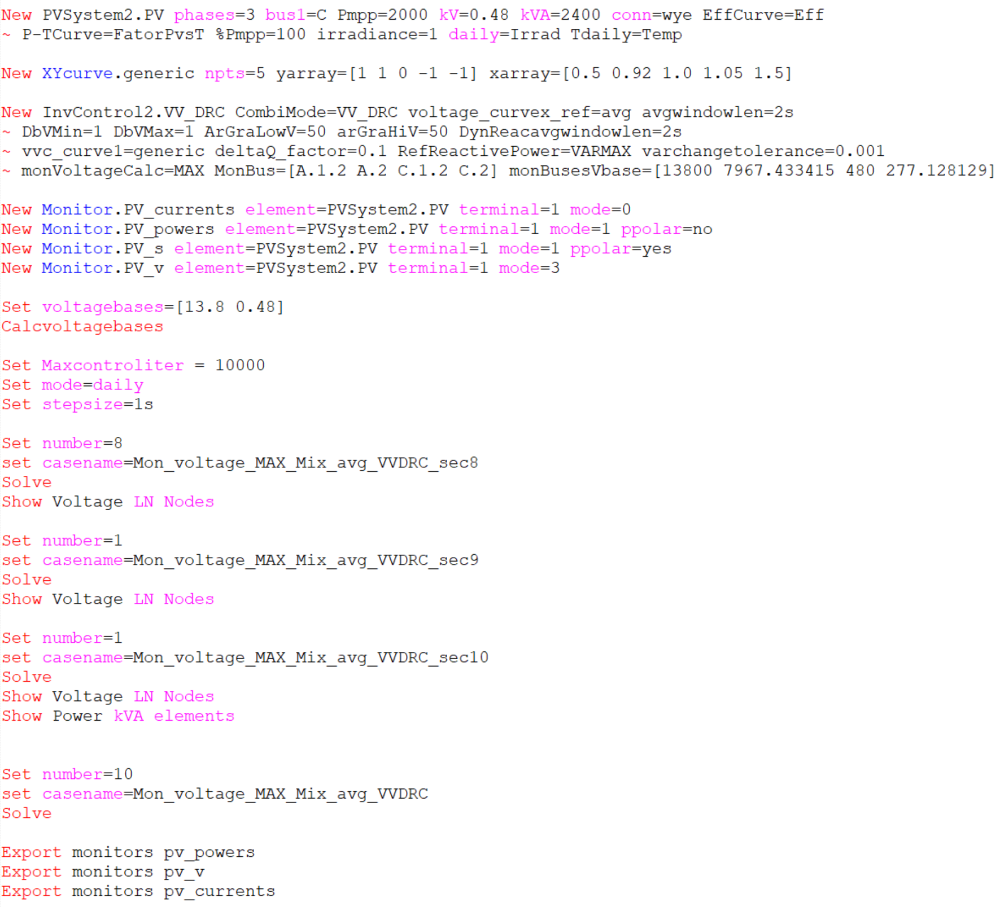 New PVSystem2.PV phases=3 bus1=C Pmpp=2000 kV=0.48 kVA=2400 conn=wye EffCurve=Eff
~ P-TCurve=FatorPvsT %Pmpp=100 irradiance=1 daily=Irrad Tdaily=Temp
New XYcurve.generic npts=5 yarray=[1 1 0 -1 -1] xarray=[0.5 0.92 1.0 1.05 1.5]
New InvControl2.VV_DRC CombiMode=VV_DRC voltage_curvex_ref=avg avgwindowlen=2s
~ DbVMin=1 DbVMax=1 ArGraLowV=50 arGraHiV=50 DynReacavgwindowlen=2s
~ vvc_curve1=generic deltaQ_factor=0.1 RefReactivePower=VARMAX varchangetolerance=0.001
~ monVoltageCalc=MAX MonBus=[A.1.2 A.2 C.1.2 C.2] monBusesVbase=[13800 7967.433415 480 277.128129]
New Monitor.PV_currents element=PVSystem2.PV terminal=1 mode=0
New Monitor.PV_powers element=PVSystem2.PV terminal=1 mode=1 ppolar=no
New Monitor.PV_s element=PVSystem2.PV terminal=1 mode=1 ppolar=yes
New Monitor.PV_v element=PVSystem2.PV terminal=1 mode=3
Set voltagebases=[13.8 0.48]
Calcvoltagebases
Set Maxcontroliter = 10000
Set mode=daily
Set stepsize=1s
Set number=8
set casename=Mon_voltage_MAX_Mix_avg_VVDRC_sec8
Solve
Show Voltage LN Nodes
Set number=1
set casename=Mon_voltage_MAX_Mix_avg_VVDRC_sec9
Solve
Show Voltage LN Nodes
Set number=1
set casename=Mon_voltage_MAX_Mix_avg_VVDRC_sec10
Solve
Show Voltage LN Nodes
Show Power kVA elements
Set number=10
set casename=Mon_voltage_MAX_Mix_avg_VVDRC
Solve
Export monitors pv_powers
Export monitors pv_v
Export monitors pv_currents